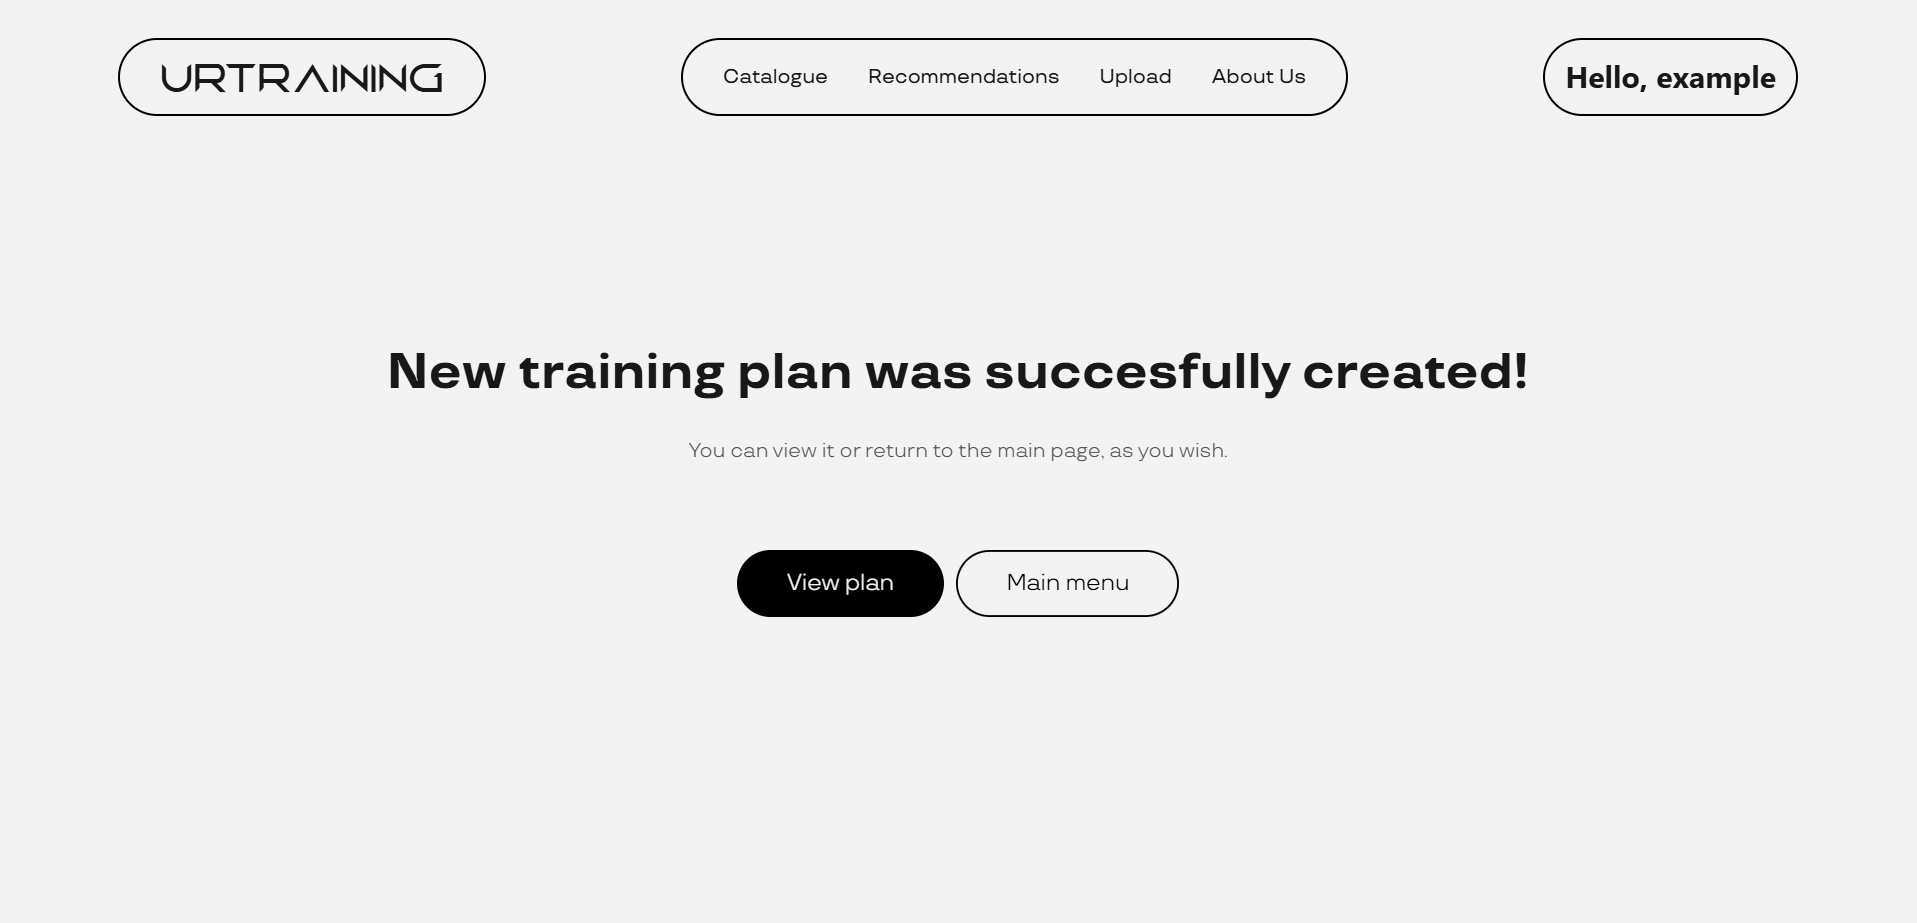 URTRAINING
Catalogue Recommendations Upload About Us
Hello, example
New training plan was succesfully created!
You can view it or return to the main page, as you wish.
View plan
Main menu